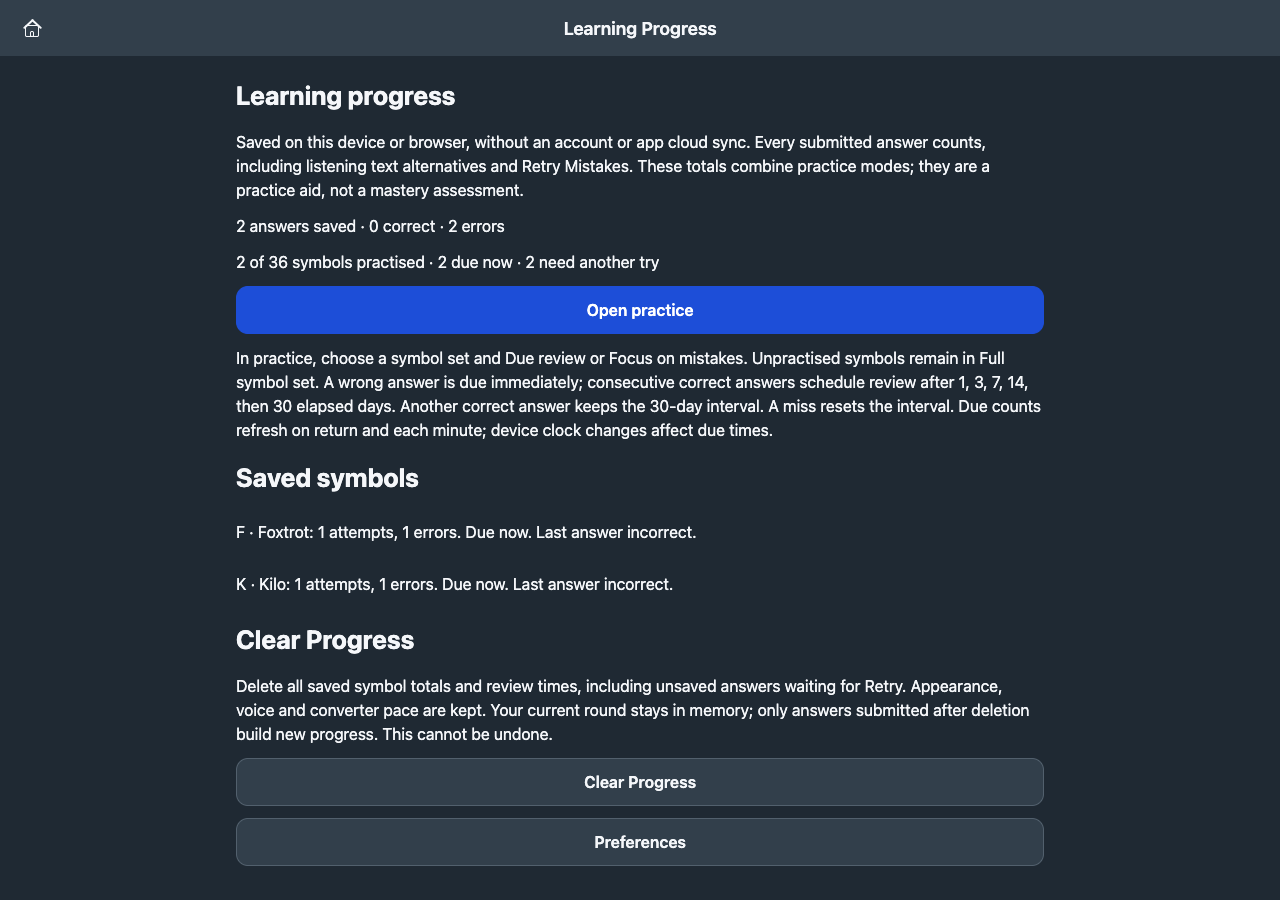 Learning Progress
Learning progress
Saved on this device or browser, without an account or app cloud sync. Every submitted answer counts,
including listening text alternatives and Retry Mistakes. These totals combine practice modes; they are a
practice aid, not a mastery assessment.
2 answers saved · 0 correct · 2 errors
2 of 36 symbols practised · 2 due now · 2 need another try
Open practice
In practice, choose a symbol set and Due review or Focus on mistakes. Unpractised symbols remain in Full
symbol set. A wrong answer is due immediately; consecutive correct answers schedule review after 1, 3, 7, 14,
then 30 elapsed days. Another correct answer keeps the 30-day interval. A miss resets the interval. Due counts
refresh on return and each minute; device clock changes affect due times.
Saved symbols
F · Foxtrot: 1 attempts, 1 errors. Due now. Last answer incorrect.
K · Kilo: 1 attempts, 1 errors. Due now. Last answer incorrect.
Clear Progress
Delete all saved symbol totals and review times, including unsaved answers waiting for Retry. Appearance,
voice and converter pace are kept. Your current round stays in memory; only answers submitted after deletion
build new progress. This cannot be undone.
Clear Progress
Preferences